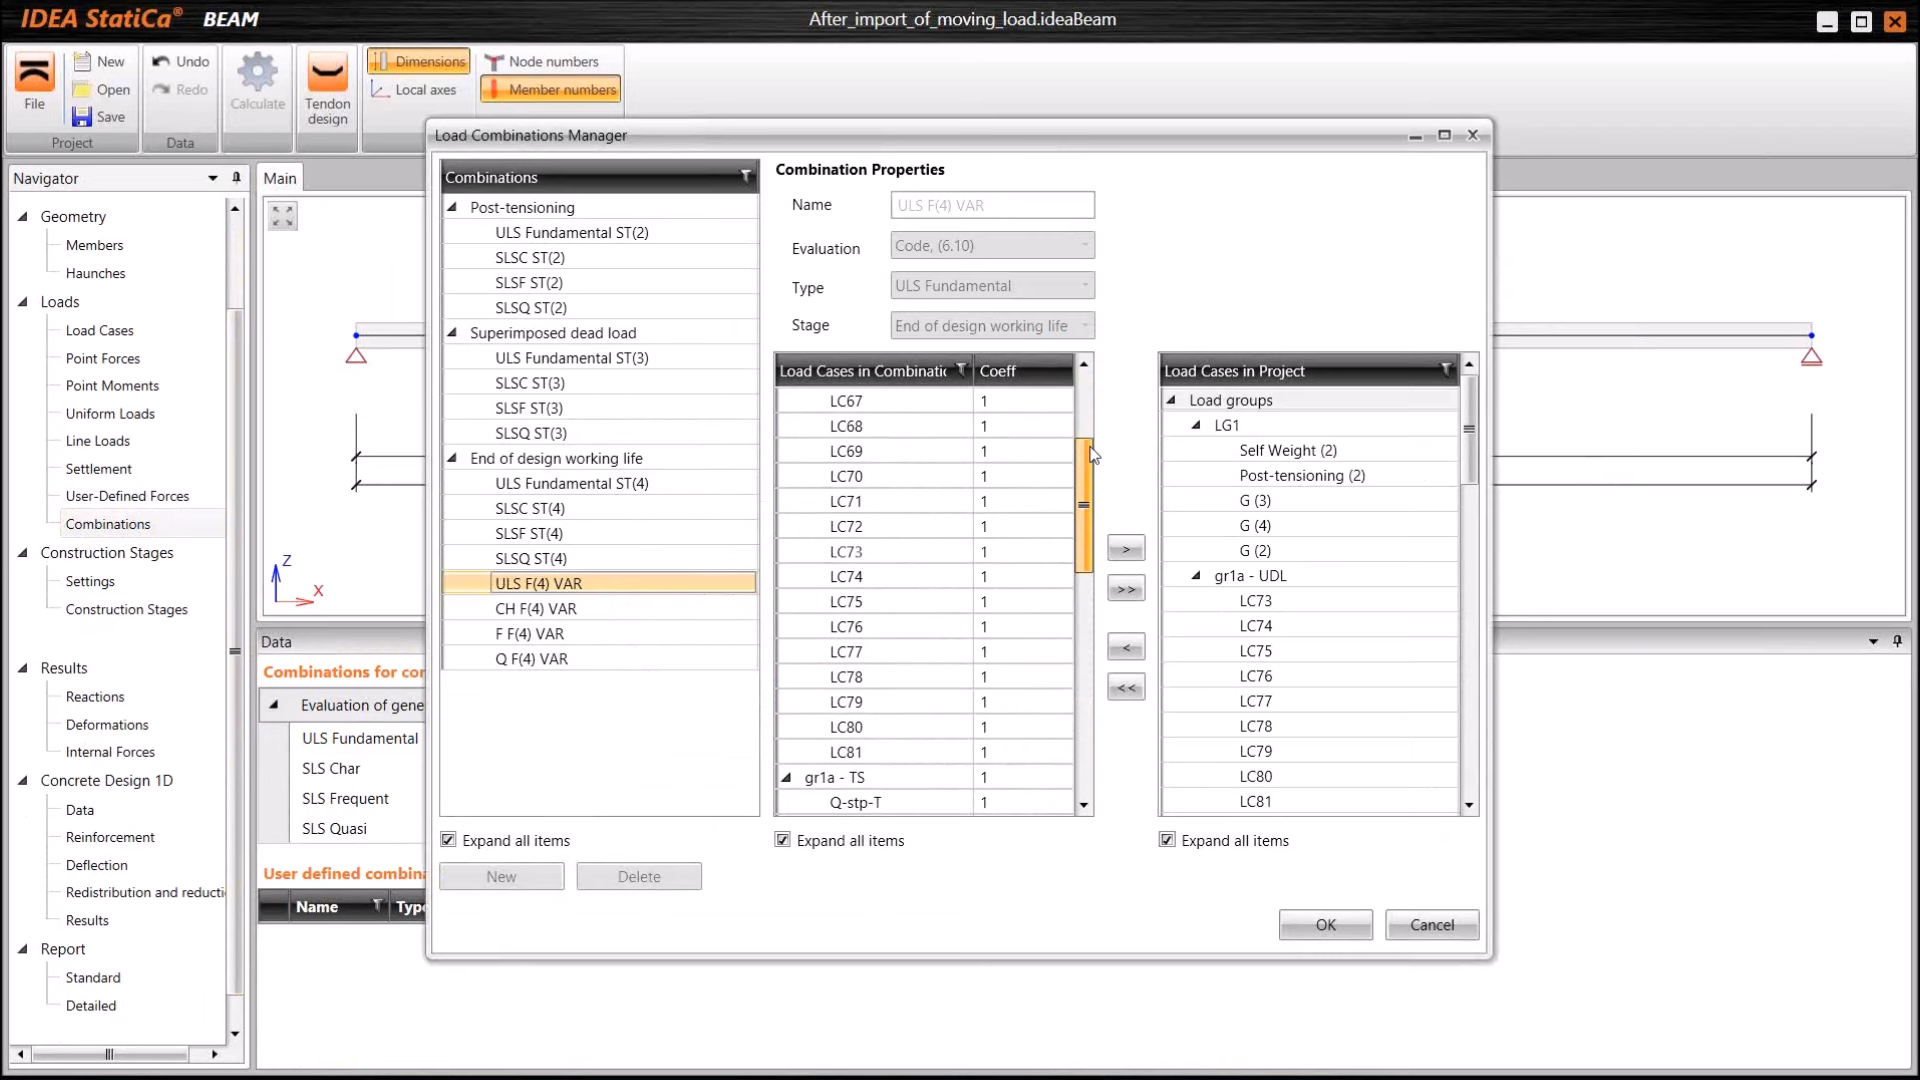 IDEA StatiCa® BEAM
After_import_of_moving_load.ideaBeam
File
New
Open
Save
Project
Undo
Redo
Data
Calculate
Tendon
design
Dimensions
Local axes
Node numbers
Member numbers
Navigator
Geometry
Members
Haunches
Loads
Load Cases
Point Forces
Point Moments
Uniform Loads
Line Loads
Settlement
User-Defined Forces
Combinations
Construction Stages
Settings
Construction Stages
Results
Reactions
Deformations
Internal Forces
Concrete Design 1D
Data
Reinforcement
Deflection
Redistribution and reducti
Results
Report
Standard
Detailed
Main
Z
X
Data
Combinations for cor
Evaluation of gene
ULS Fundamental
SLS Char
SLS Frequent
SLS Quasi
User defined combina
Name
Type
Load Combinations Manager
Combinations
Post-tensioning
ULS Fundamental ST(2)
SLSC ST(2)
SLSF ST(2)
SLSQ ST(2)
Superimposed dead load
ULS Fundamental ST(3)
SLSC ST(3)
SLSF ST(3)
SLSQ ST(3)
End of design working life
ULS Fundamental ST(4)
SLSC ST(4)
SLSF ST(4)
SLSQ ST(4)
ULS F(4) VAR
CH F(4) VAR
F F(4) VAR
Q F(4) VAR
Expand all items
New
Delete
Combination Properties
Name ULS F(4) VAR
Evaluation Code, (6.10)
Type ULS Fundamental
Stage End of design working life
Load Cases in Combinatic Coeff
LC67 1
LC68 1
LC69 1
LC70 1
LC71 1
LC72 1
LC73 1
LC74 1
LC75 1
LC76 1
LC77 1
LC78 1
LC79 1
LC80 1
LC81 1
gr1a - TS 1
Q-stp-T 1
Expand all items
>
>>
<
<<
Load Cases in Project
Load groups
LG1
Self Weight (2)
Post-tensioning (2)
G (3)
G (4)
G (2)
gr1a - UDL
LC73
LC74
LC75
LC76
LC77
LC78
LC79
LC80
LC81
Expand all items
OK
Cancel